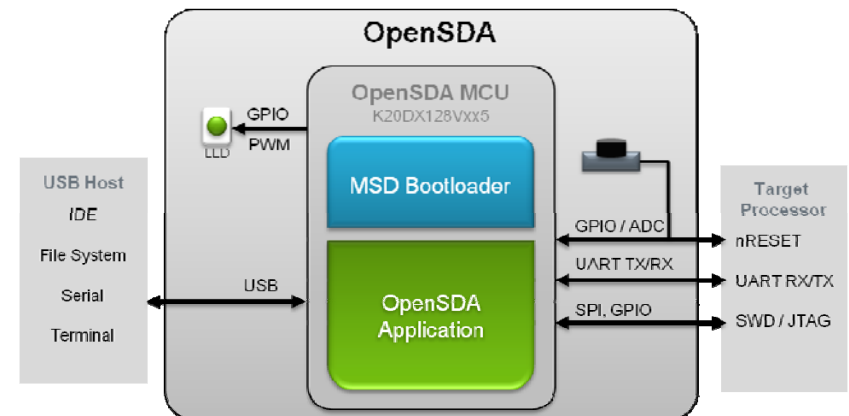 OpenSDA
OpenSDA MCU
K20DX128Vxx5
GPIO
PWM
LED
MSD Bootloader
USB Host
IDE
File System
Serial
Terminal
USB
OpenSDA
Application
GPIO / ADC
UART TX/RX
SPI, GPIO
Target
Processor
nRESET
UART RX/TX
SWD / JTAG